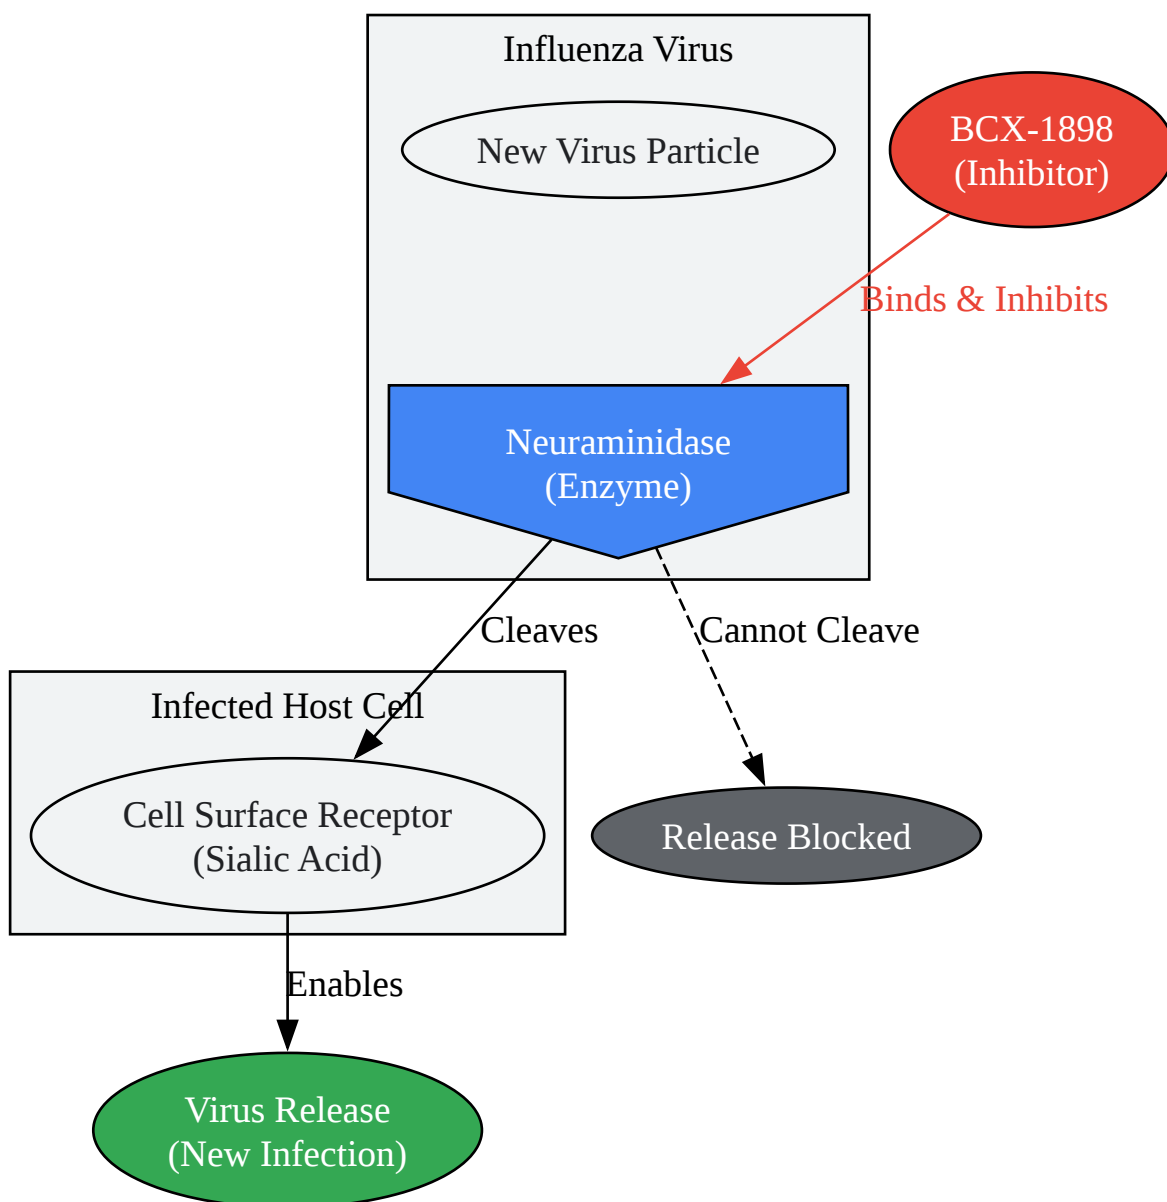 Influenza Virus
New Virus Particle
BCX-1898
(Inhibitor)
Binds & Inhibits
Neuraminidase
(Enzyme)
Cleaves
Cannot Cleave
Infected Host Cell
Cell Surface Receptor
(Sialic Acid)
Release Blocked
Enables
Virus Release
(New Infection)